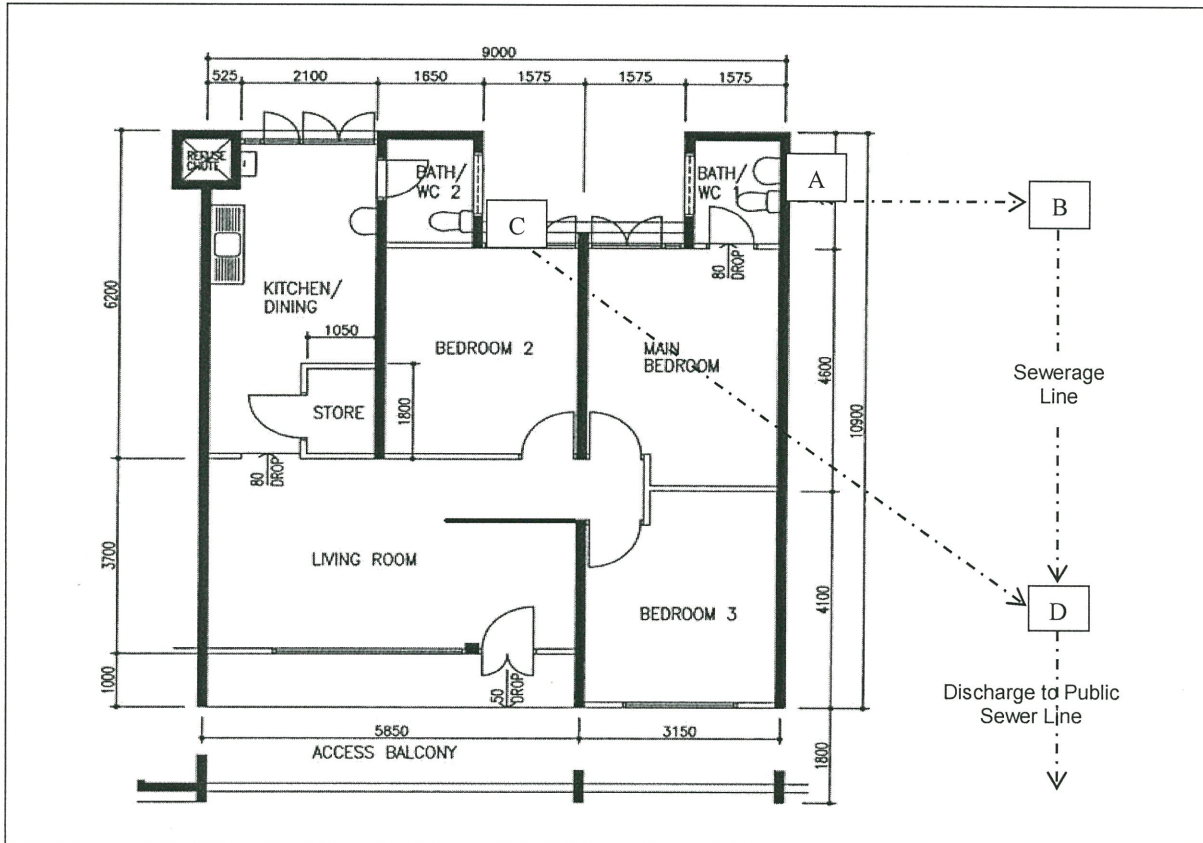 9000
525 2100 1650 1575 1575 1575
REFUSE
CHUTE
BATH/
WC 2
BATH/
WC 1
A
B
C
80
DROP
6200
KITCHEN/
DINING
1050
BEDROOM 2
MAIN
BEDROOM
4600
10900
Sewerage
Line
STORE
1800
80
DROP
3700
LIVING ROOM
BEDROOM 3
4100
D
1000
50
DROP
Discharge to Public
Sewer Line
5850 3150
ACCESS BALCONY
1800